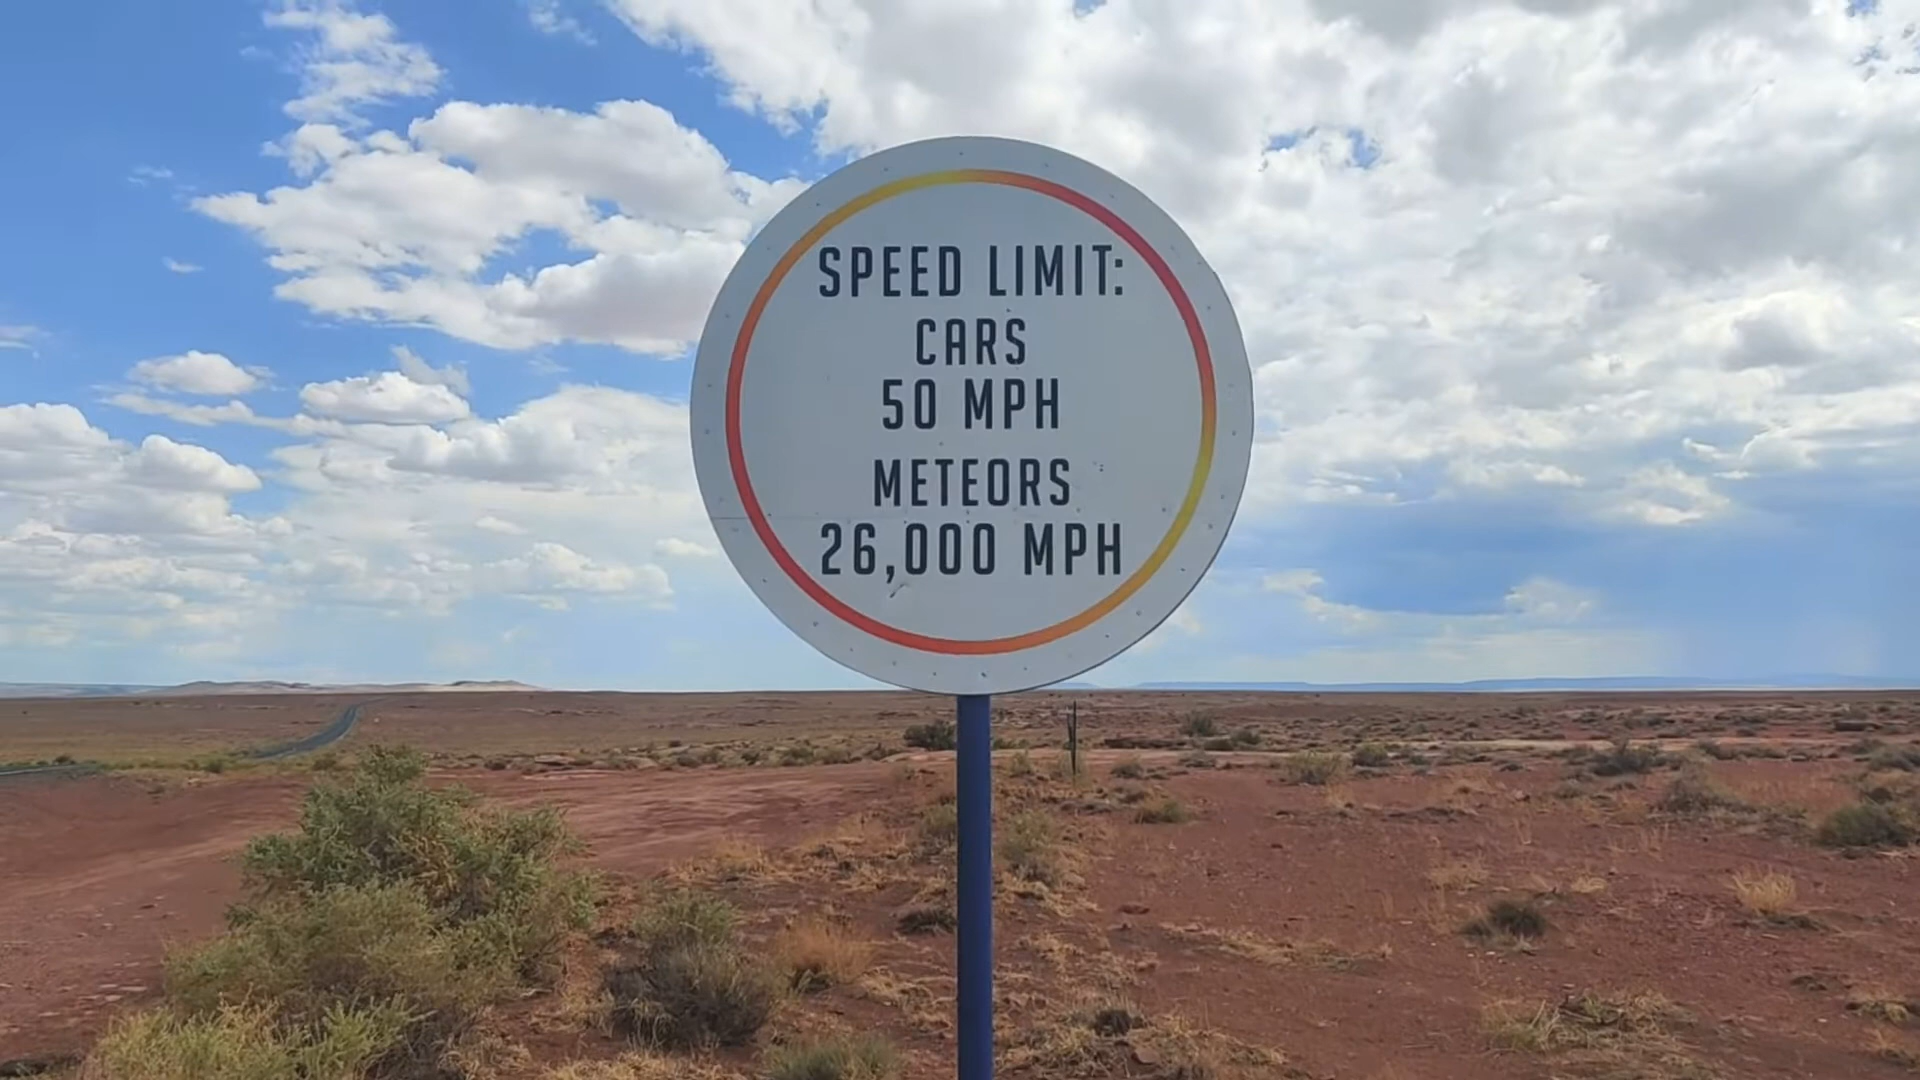 SPEED LIMIT:
CARS
50 MPH
METEORS
26,000 MPH